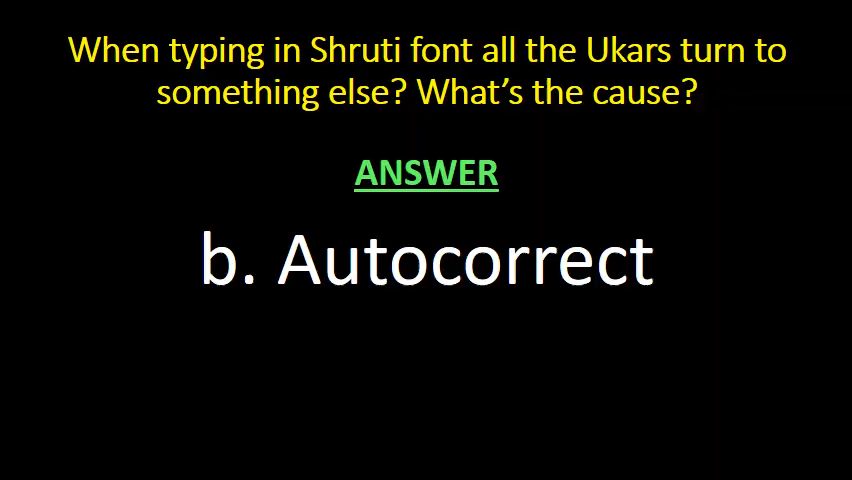 When typing in Shruti font all the Ukars turn to
something else? What’s the cause?
ANSWER
b. Autocorrect